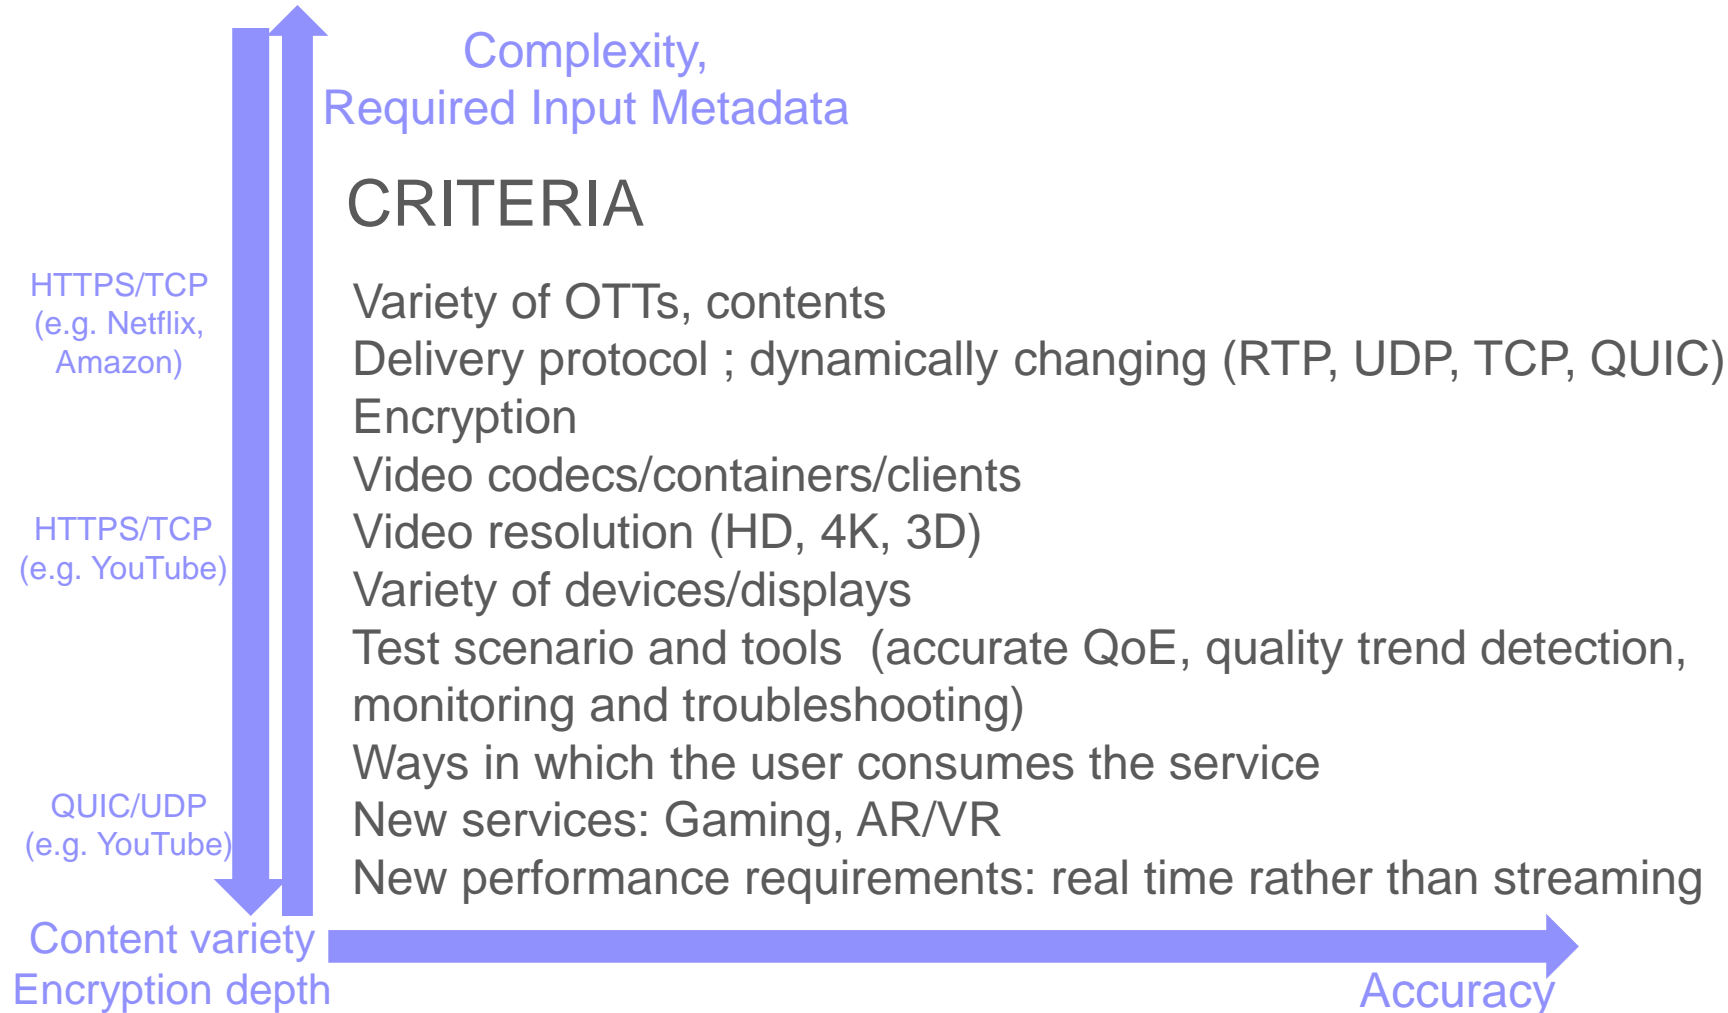 Complexity,
Required Input Metadata
CRITERIA
HTTPS/TCP
(e.g. Netflix,
Amazon)
HTTPS/TCP
(e.g. YouTube)
QUIC/UDP
(e.g. YouTube)
Variety of OTTs, contents
Delivery protocol ; dynamically changing (RTP, UDP, TCP, QUIC)
Encryption
Video codecs/containers/clients
Video resolution (HD, 4K, 3D)
Variety of devices/displays
Test scenario and tools  (accurate QoE, quality trend detection,
monitoring and troubleshooting)
Ways in which the user consumes the service
New services: Gaming, AR/VR
New performance requirements: real time rather than streaming
Content variety
Encryption depth
Accuracy